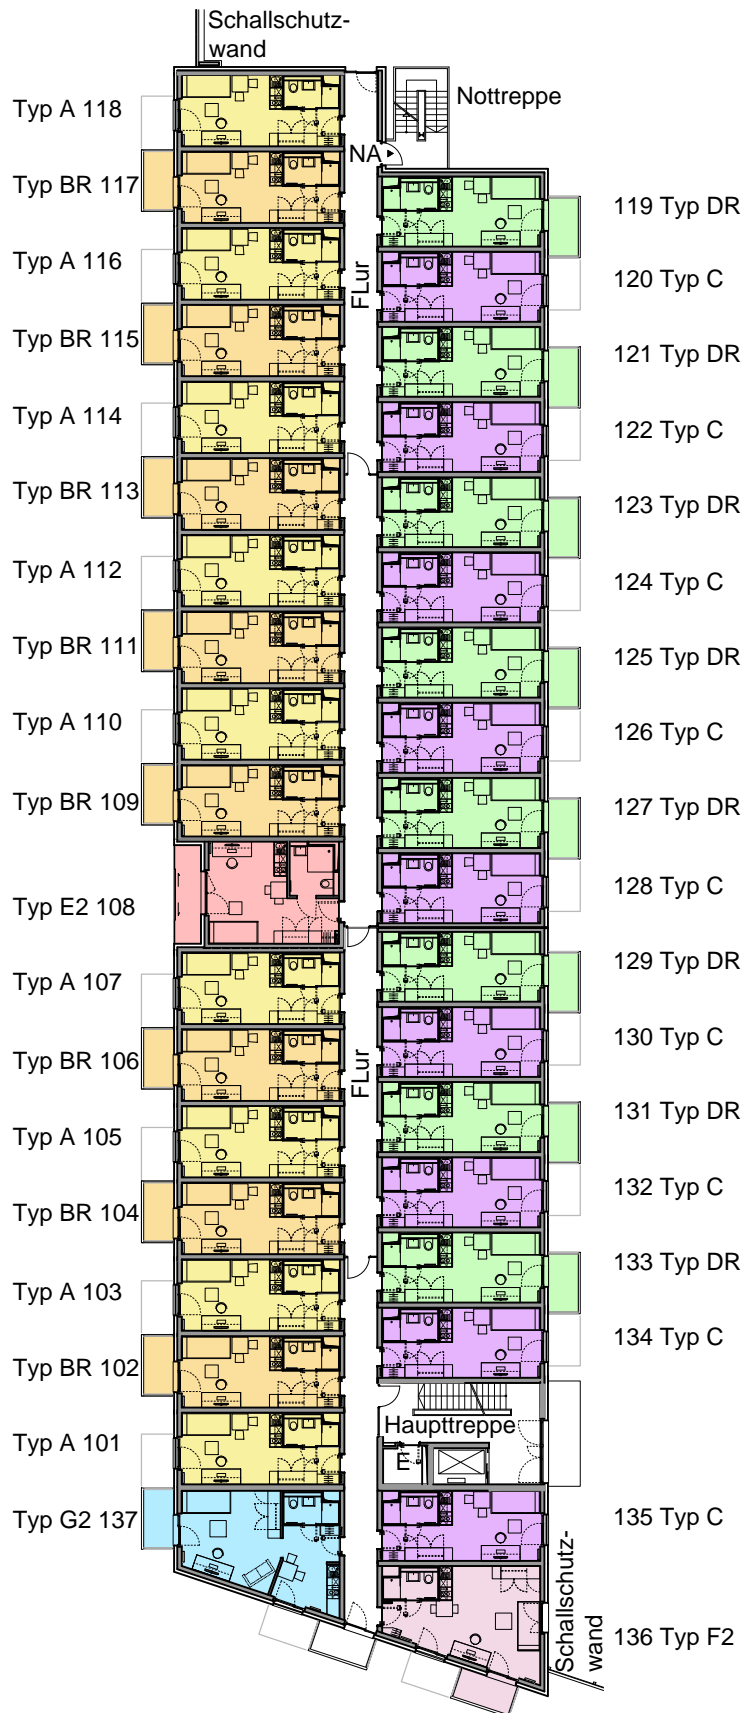 Schallschutz-
wand
Nottreppe
NA
Typ A 118
Typ BR 117
Typ A 116
Typ BR 115
Typ A 114
Typ BR 113
Typ A 112
Typ BR 111
Typ A 110
Typ BR 109
Typ E2 108
Typ A 107
Typ BR 106
Typ A 105
Typ BR 104
Typ A 103
Typ BR 102
Typ A 101
Typ G2 137
FLur
FLur
119 Typ DR
120 Typ C
121 Typ DR
122 Typ C
123 Typ DR
124 Typ C
125 Typ DR
126 Typ C
127 Typ DR
128 Typ C
129 Typ DR
130 Typ C
131 Typ DR
132 Typ C
133 Typ DR
134 Typ C
Haupttreppe
E
135 Typ C
136 Typ F2
Schallschutz-
wand